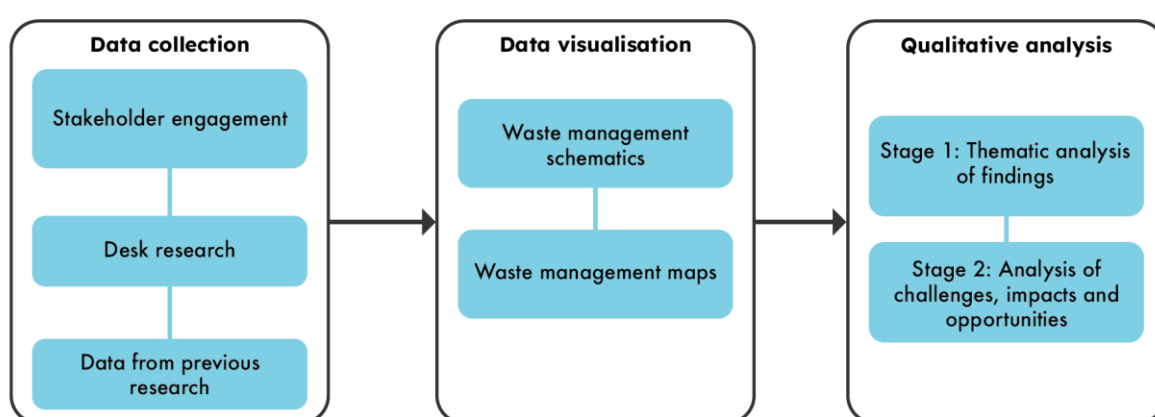 Data collection
Stakeholder engagement
Desk research
Data from previous
research
Data visualisation
Waste management
schematics
Waste management maps
Qualitative analysis
Stage 1: Thematic analysis
of findings
Stage 2: Analysis of
challenges, impacts and
opportunities